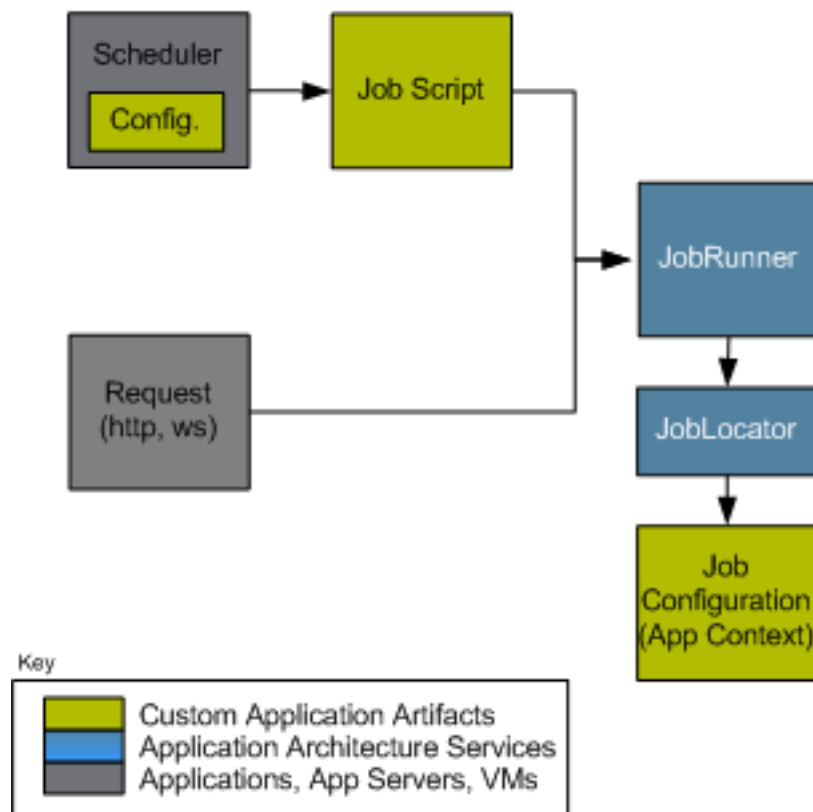 Scheduler
Config.
Job Script
JobRunner
Request
(http, ws)
JobLocator
Job
Configuration
(App Context)
Key
Custom Application Artifacts
Application Architecture Services
Applications, App Servers, VMs